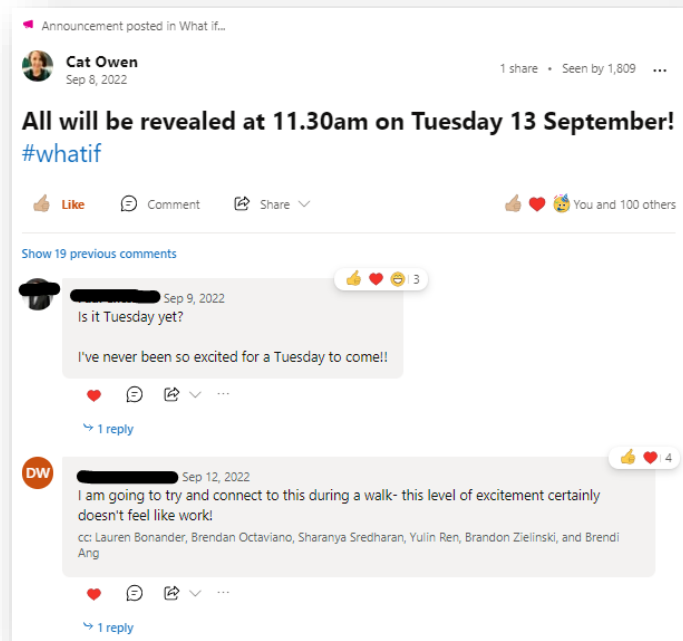 Announcement posted in What if...
Cat Owen
Sep 8, 2022
1 share • Seen by 1,809 ...
All will be revealed at 11.30am on Tuesday 13 September!
#whatif
Like Comment Share You and 100 others
Show 19 previous comments
3
Sep 9, 2022
Is it Tuesday yet?
I've never been so excited for a Tuesday to come!!
1 reply
4
DW
Sep 12, 2022
I am going to try and connect to this during a walk- this level of excitement certainly
doesn't feel like work!
cc: Lauren Bonander, Brendan Octaviano, Sharanya Sredharan, Yulin Ren, Brandon Zielinski, and Brendi
Ang
1 reply